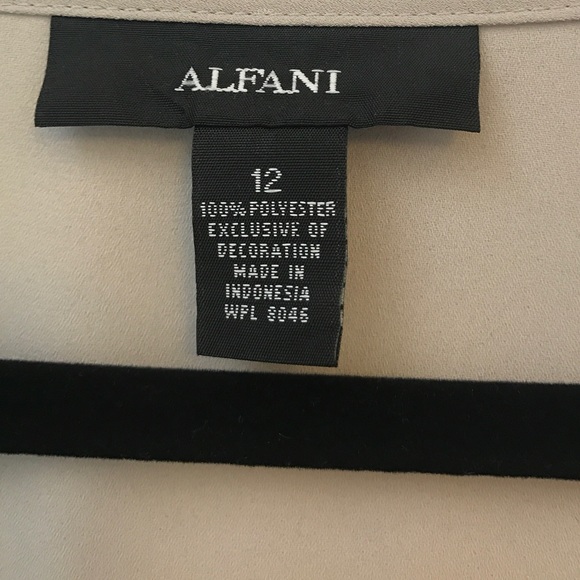 ALFANI
12
100% POLYESTER
EXCLUSIVE OF
DECORATION
MADE IN
INDONESIA
WPL 8046